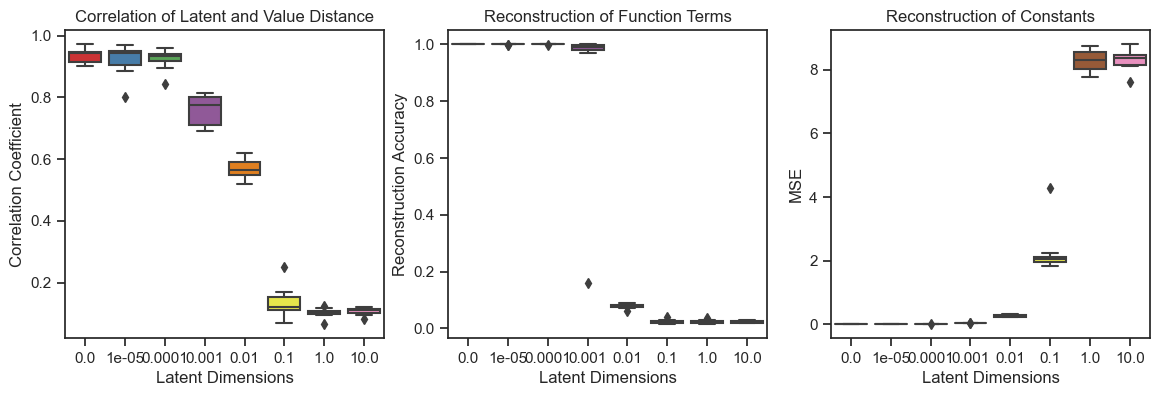 Correlation of Latent and Value Distance
Correlation Coefficient
1.0
0.8
0.6
0.4
0.2
0.0 1e-05 0.0001 0.001 0.01 0.1 1.0 10.0
Latent Dimensions
Reconstruction of Function Terms
Reconstruction Accuracy
1.0
0.8
0.6
0.4
0.2
0.0
0.0 1e-05 0.0001 0.001 0.01 0.1 1.0 10.0
Latent Dimensions
Reconstruction of Constants
MSE
8
6
4
2
0
0.0 1e-05 0.0001 0.001 0.01 0.1 1.0 10.0
Latent Dimensions